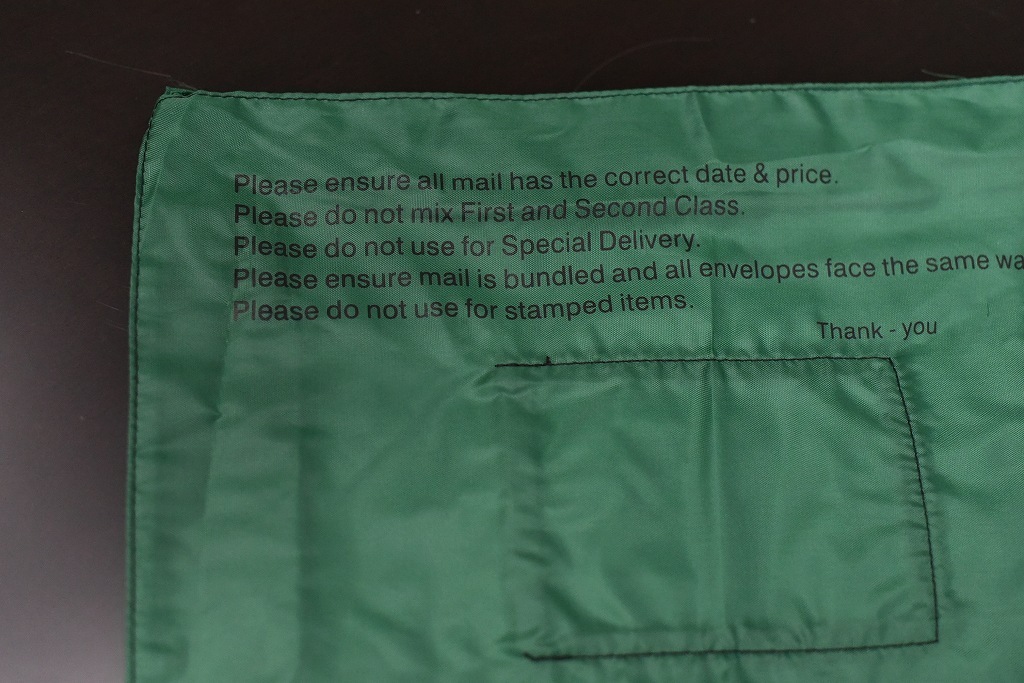 Please ensure all mail has the correct date & price.
Please do not mix First and Second Class.
Please do not use for Special Delivery.
Please ensure mail is bundled and all envelopes face the same wa
Please do not use for stamped items.
Thank - you